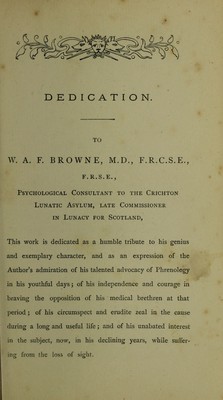 DEDICATION.
TO
W. A. F. BROWNE, M.D., F.R.C.S.E.,
F.R.S.E.,
Psychological Consultant to the Crichton
Lunatic Asylum, late Commissioner
in Lunacy for Scotland,
This work is dedicated as a humble tribute to his genius
and exemplary character, and as an expression of the
Author's admiration of his talented advocacy of Phrenology
in his youthful days; of his independence and courage in
braving the opposition of his medical brethren at that
period; of his circumspect and erudite zeal in the cause
during a long and useful life; and of his unabated interest
in the subject, now, in his declining years, while suffer-
ing from the loss of sight.